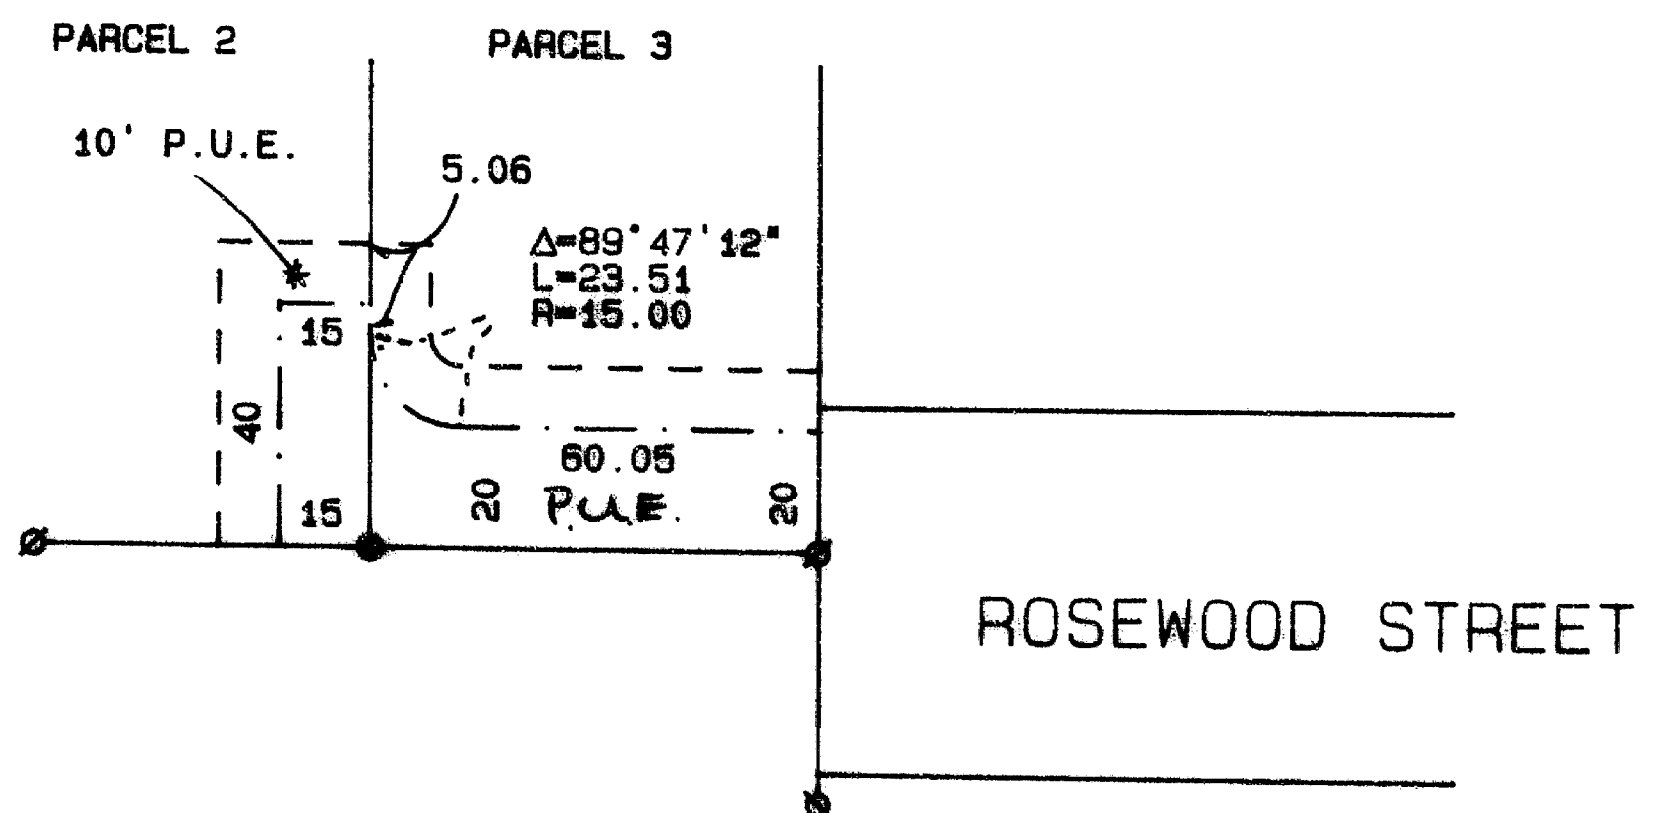 PARCEL 2
PARCEL 3
10' P.U.E.
5.06
Δ=89°47'12"
L=23.51
R=15.00
15
40
60.05
15
20
P.U.E.
20
ROSEWOOD STREET